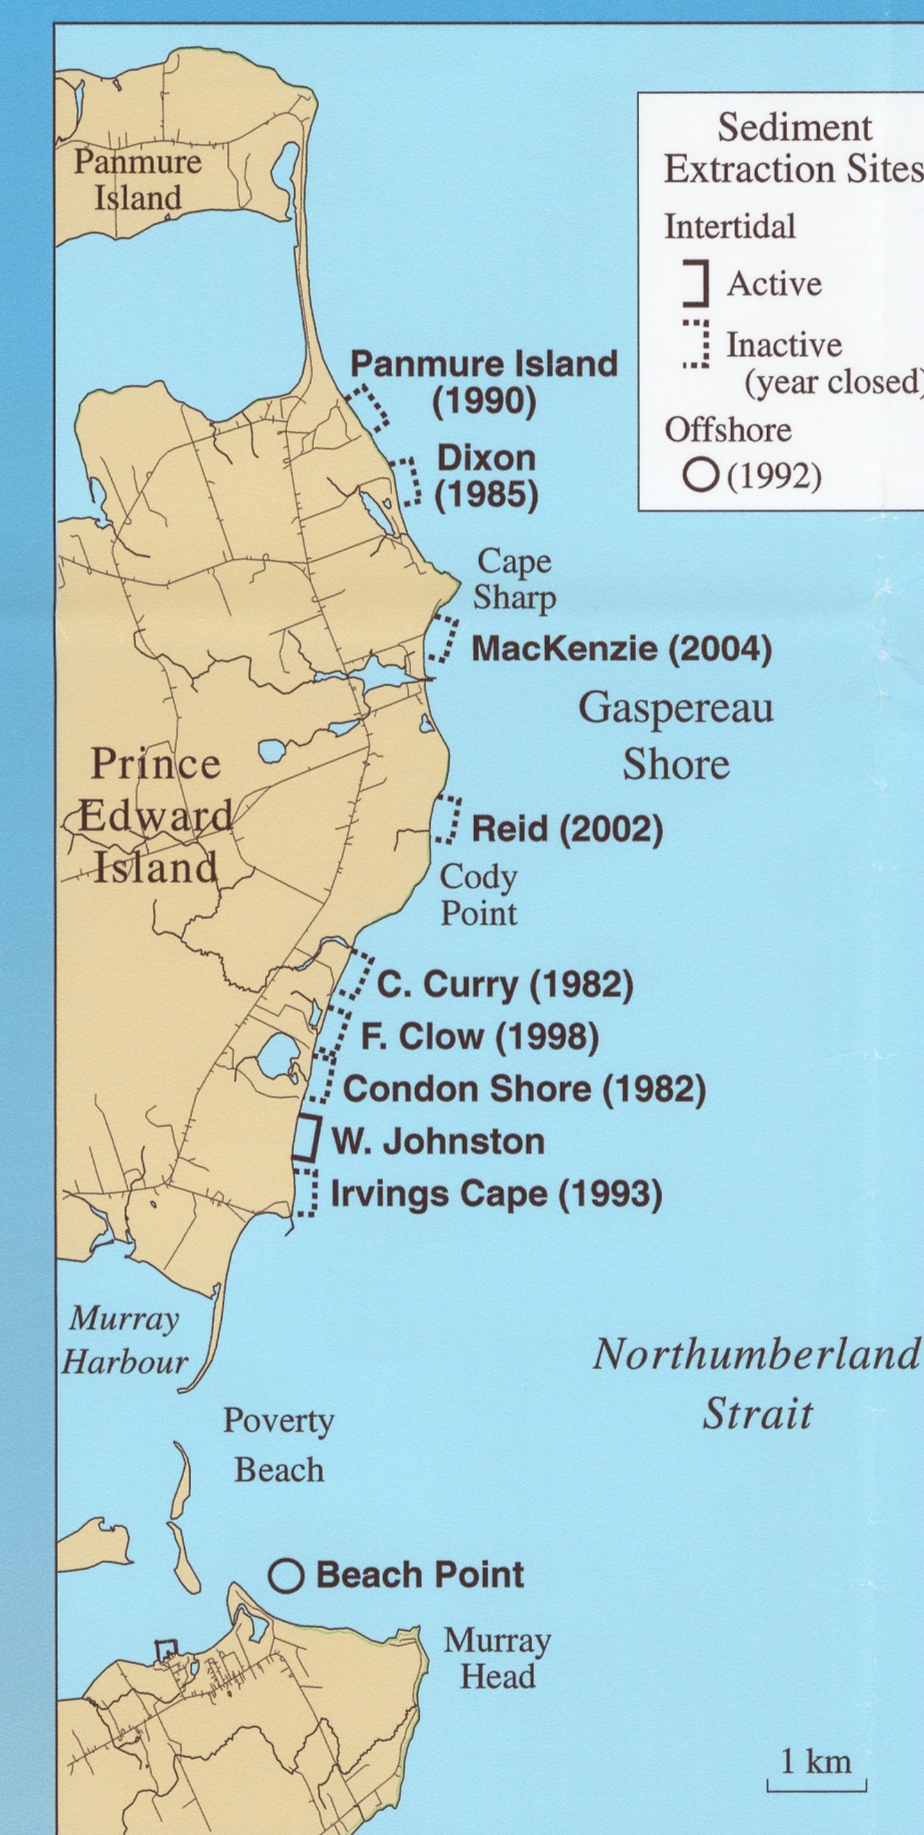 Sediment
Extraction Sites
Intertidal
Active
Inactive
(year closed)
Offshore
(1992)
Panmure
Island
Panmure Island
(1990)
Dixon
(1985)
Cape
Sharp
MacKenzie (2004)
Gaspereau
Shore
Prince
Edward
Island
Reid (2002)
Cody
Point
C. Curry (1982)
F. Clow (1998)
Condon Shore (1982)
W. Johnston
Irvings Cape (1993)
Murray
Harbour
Northumberland
Strait
Poverty
Beach
Beach Point
Murray
Head
1 km